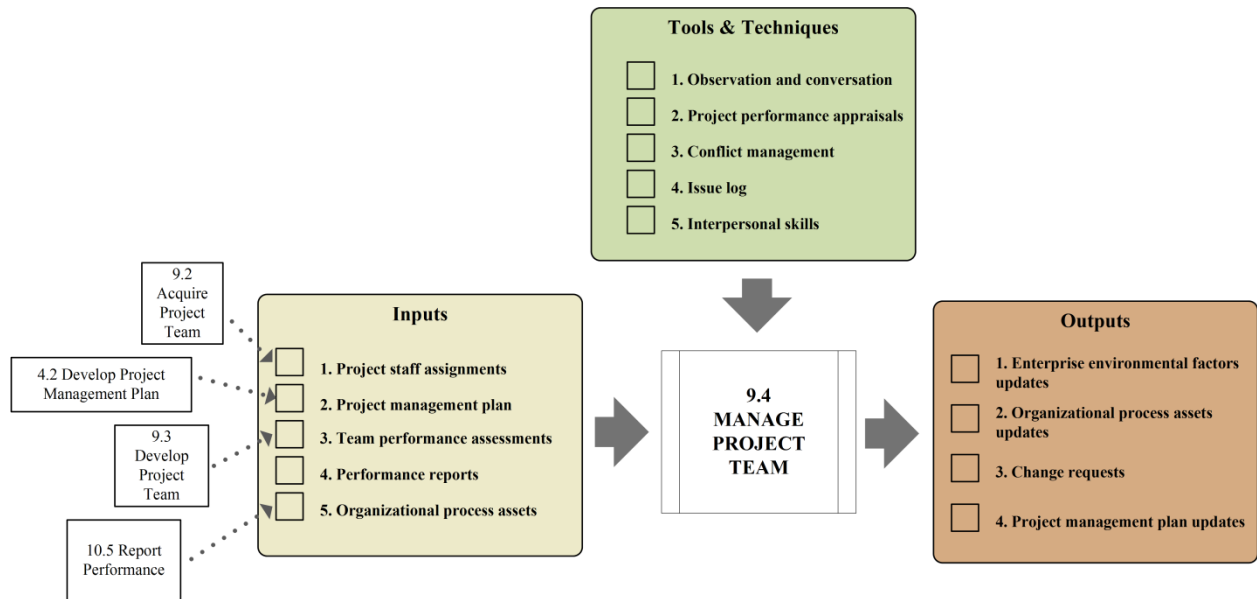 Tools & Techniques
1. Observation and conversation
2. Project performance appraisals
3. Conflict management
4. Issue log
5. Interpersonal skills
9.2
Acquire
Project
Team
4.2 Develop Project
Management Plan
9.3
Develop
Project
Team
10.5 Report
Performance
Inputs
1. Project staff assignments
2. Project management plan
3. Team performance assessments
4. Performance reports
5. Organizational process assets
9.4
MANAGE
PROJECT
TEAM
Outputs
1. Enterprise environmental factors
updates
2. Organizational process assets
updates
3. Change requests
4. Project management plan updates